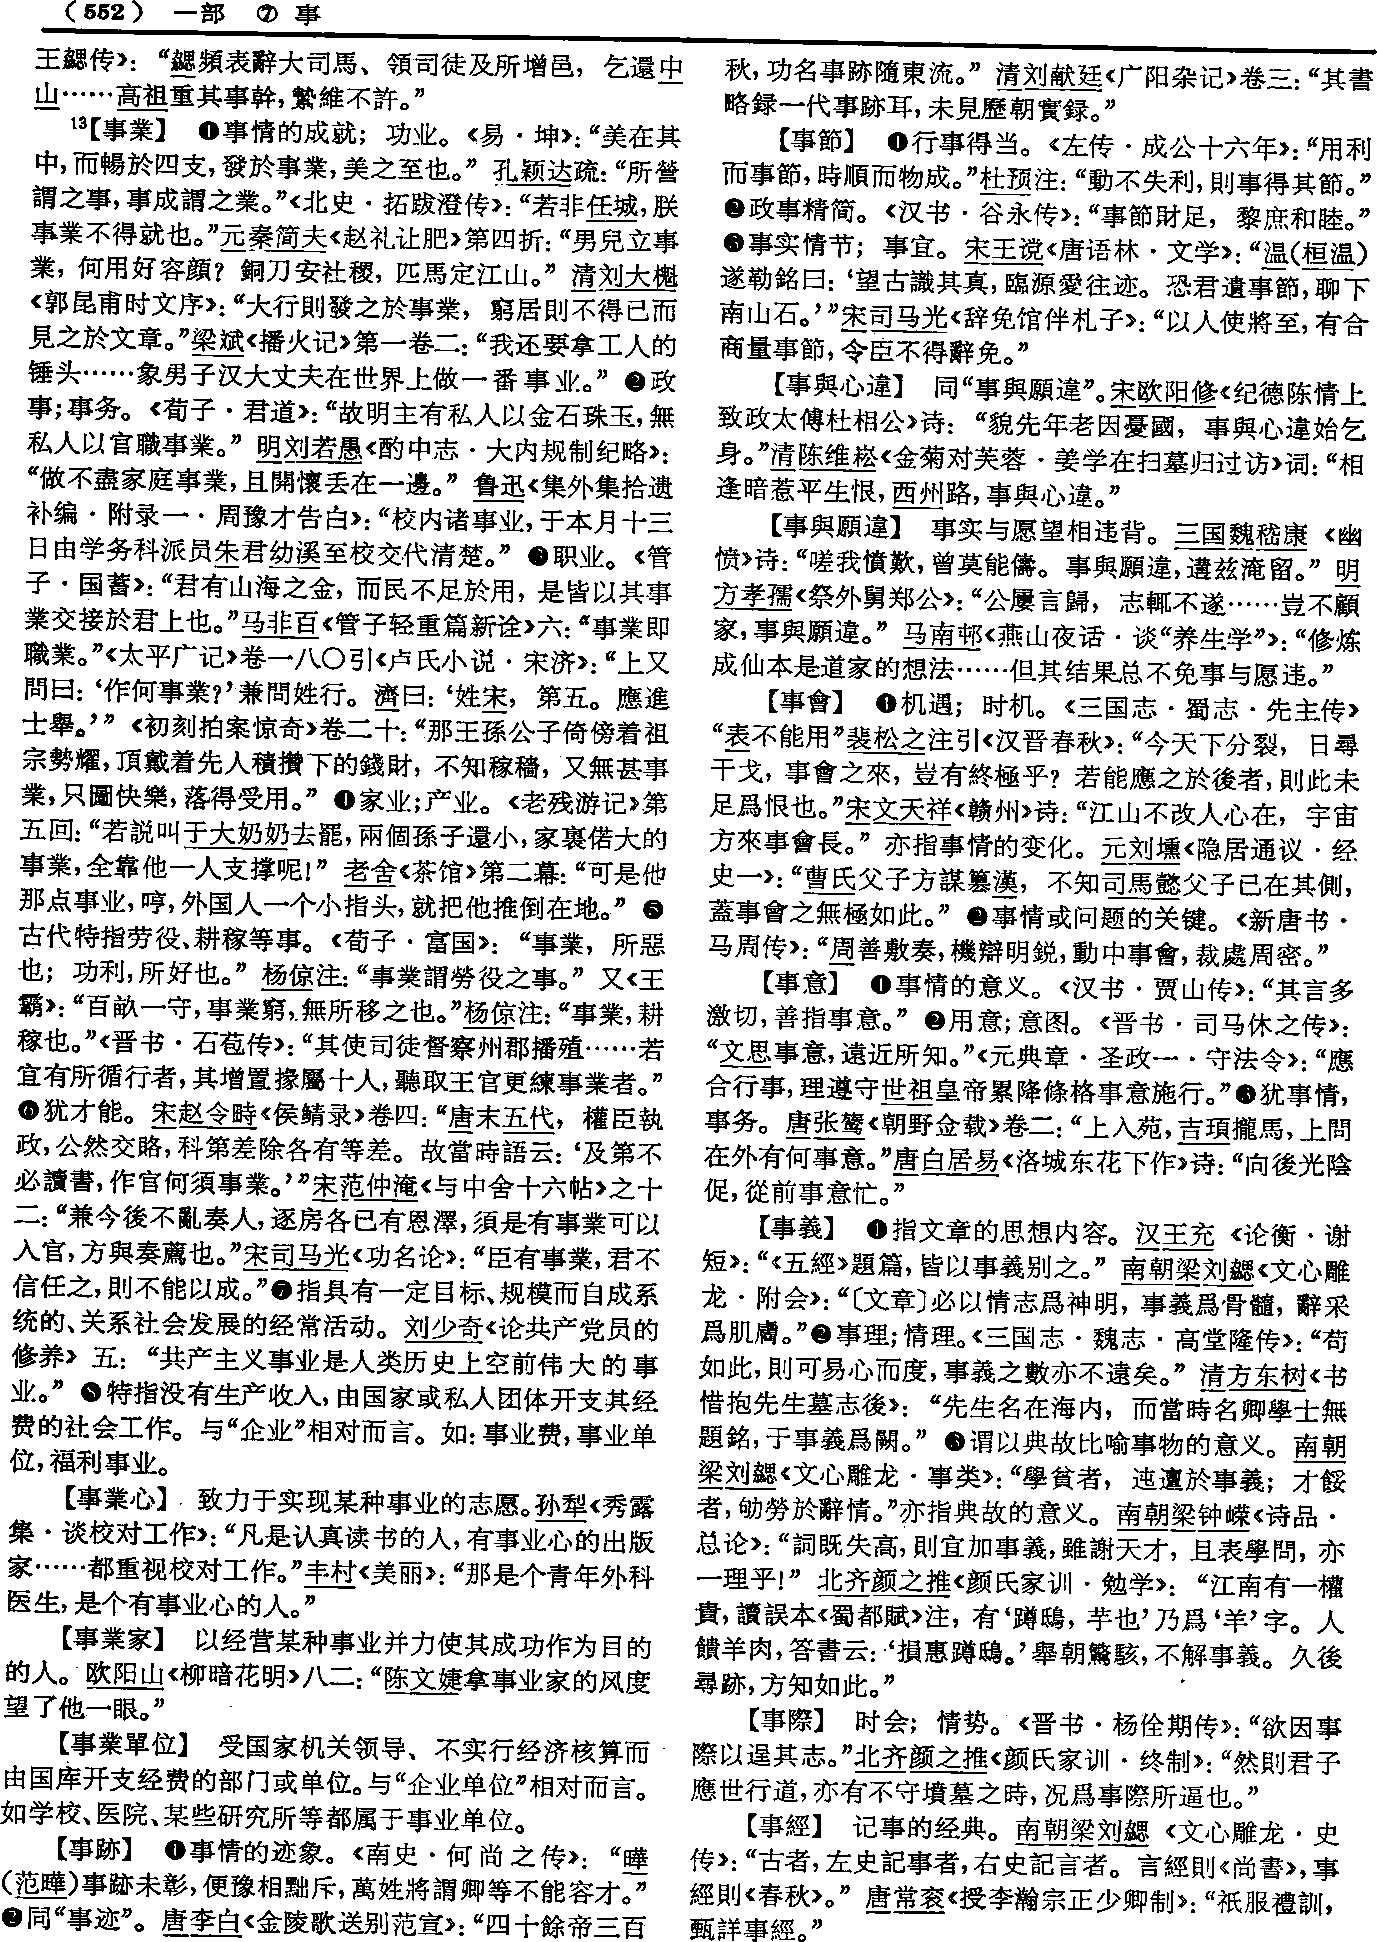 （552） 一部 ⑦ 事
王勰传》：“勰頻表辭大司馬、領司徒及所增邑，乞還中
山……高祖重其事幹，縶維不許。”
¹³【事業】 ❶事情的成就；功业。《易·坤》：“美在其
中，而暢於四支，發於事業，美之至也。”孔颖达疏：“所營
謂之事，事成謂之業。”《北史·拓跋澄传》：“若非任城，朕
事業不得就也。”元秦简夫《赵礼让肥》第四折：“男兒立事
業，何用好容顔？銅刀安社稷，匹馬定江山。”清刘大櫆
《郭昆甫时文序》：“大行則發之於事業，窮居則不得已而
見之於文章。”梁斌《播火记》第一卷二：“我还要拿工人的
锤头……象男子汉大丈夫在世界上做一番事业。”❷政
事；事务。《荀子·君道》：“故明主有私人以金石珠玉，無
私人以官職事業。”明刘若愚《酌中志·大内规制纪略》：
“做不盡家庭事業，且開懷丢在一邊。”鲁迅《集外集拾遗
补编·附录一·周豫才告白》：“校内诸事业，于本月十三
日由学务科派员朱君幼溪至校交代清楚。”❸职业。《管
子·国蓄》：“君有山海之金，而民不足於用，是皆以其事
業交接於君上也。”马非百《管子轻重篇新诠》六：“事業即
職業。”《太平广记》卷一八〇引《卢氏小说·宋济》：“上又
問曰：‘作何事業？’兼問姓行。濟曰：‘姓宋，第五。應進
士舉。’”《初刻拍案惊奇》卷二十：“那王孫公子倚傍着祖
宗勢耀，頂戴着先人積攢下的錢財，不知稼穡，又無甚事
業，只圖快樂，落得受用。”❹家业；产业。《老残游记》第
五回：“若説叫于大奶奶去罷，兩個孫子還小，家裏偌大的
事業，全靠他一人支撑呢！”老舍《茶馆》第二幕：“可是他
那点事业，哼，外国人一个小指头，就把他推倒在地。”❺
古代特指劳役、耕稼等事。《荀子·富国》：“事業，所惡
也；功利，所好也。”杨倞注：“事業謂勞役之事。”又《王
霸》：“百畝一守，事業窮，無所移之也。”杨倞注：“事業，耕
稼也。”《晋书·石苞传》：“其使司徒督察州郡播殖……若
宜有所循行者，其增置掾屬十人，聽取王官更練事業者。”
❻犹才能。宋赵令畤《侯鲭录》卷四：“唐末五代，權臣執
政，公然交賂，科第差除各有等差。故當時語云：‘及第不
必讀書，作官何須事業。’”宋范仲淹《与中舍十六帖》之十
二：“兼今後不亂奏人，逐房各已有恩澤，須是有事業可以
入官，方與奏薦也。”宋司马光《功名论》：“臣有事業，君不
信任之，則不能以成。”❼指具有一定目标、规模而自成系
统的、关系社会发展的经常活动。刘少奇《论共产党员的
修养》五：“共产主义事业是人类历史上空前伟大的事
业。”❽特指没有生产收入，由国家或私人团体开支其经
费的社会工作。与“企业”相对而言。如：事业费，事业单
位，福利事业。
【事業心】 致力于实现某种事业的志愿。孙犁《秀露
集·谈校对工作》：“凡是认真读书的人，有事业心的出版
家……都重视校对工作。”丰村《美丽》：“那是个青年外科
医生，是个有事业心的人。”
【事業家】 以经营某种事业并力使其成功作为目的
的人。欧阳山《柳暗花明》八二：“陈文婕拿事业家的风度
望了他一眼。”
【事業單位】 受国家机关领导、不实行经济核算而
由国库开支经费的部门或单位。与“企业单位”相对而言。
如学校、医院、某些研究所等都属于事业单位。
【事跡】 ❶事情的迹象。《南史·何尚之传》：“曄
（范曄）事跡未彰，便豫相黜斥，萬姓將謂卿等不能容才。”
❷同“事迹”。唐李白《金陵歌送别范宣》：“四十餘帝三百
秋，功名事跡隨東流。”清刘献廷《广阳杂记》卷三：“其書
略録一代事跡耳，未見歷朝實録。”
【事節】 ❶行事得当。《左传·成公十六年》：“用利
而事節，時順而物成。”杜预注：“動不失利，則事得其節。”
❷政事精简。《汉书·谷永传》：“事節財足，黎庶和睦。”
❸事实情节；事宜。宋王谠《唐语林·文学》：“温（桓温）
遂勒銘曰：‘望古識其真，臨源愛往迹。恐君遺事節，聊下
南山石。’”宋司马光《辞免馆伴札子》：“以人使將至，有合
商量事節，令臣不得辭免。”
【事與心違】 同“事與願違”。宋欧阳修《纪德陈情上
致政太傅杜相公》诗：“貌先年老因憂國，事與心違始乞
身。”清陈维崧《金菊对芙蓉·姜学在扫墓归过访》词：“相
逢暗惹平生恨，西州路，事與心違。”
【事與願違】 事实与愿望相违背。三国魏嵇康《幽
愤》诗：“嗟我憤歎，曾莫能儔。事與願違，遘兹淹留。”明
方孝孺《祭外舅郑公》：“公屢言歸，志輒不遂……豈不顧
家，事與願違。”马南邨《燕山夜话·谈“养生学”》：“修炼
成仙本是道家的想法……但其结果总不免事与愿违。”
【事會】 ❶机遇；时机。《三国志·蜀志·先主传》
“表不能用”裴松之注引《汉晋春秋》：“今天下分裂，日尋
干戈，事會之來，豈有終極乎？若能應之於後者，則此未
足爲恨也。”宋文天祥《赣州》诗：“江山不改人心在，宇宙
方來事會長。”亦指事情的变化。元刘壎《隐居通议·经
史一》：“曹氏父子方謀簒漢，不知司馬懿父子已在其側，
蓋事會之無極如此。”❷事情或问题的关键。《新唐书·
马周传》：“周善敷奏，機辯明鋭，動中事會，裁處周密。”
【事意】 ❶事情的意义。《汉书·贾山传》：“其言多
激切，善指事意。”❷用意；意图。《晋书·司马休之传》：
“文思事意，遠近所知。”《元典章·圣政一·守法令》：“應
合行事，理遵守世祖皇帝累降條格事意施行。”❸犹事情，
事务。唐张鷟《朝野佥载》卷二：“上入苑，吉頊攏馬，上問
在外有何事意。”唐白居易《洛城东花下作》诗：“向後光陰
促，從前事意忙。”
【事義】 ❶指文章的思想内容。汉王充《论衡·谢
短》：“《五經》題篇，皆以事義别之。”南朝梁刘勰《文心雕
龙·附会》：“〔文章〕必以情志爲神明，事義爲骨髓，辭采
爲肌膚。”❷事理；情理。《三国志·魏志·高堂隆传》：“苟
如此，則可易心而度，事義之數亦不遠矣。”清方东树《书
惜抱先生墓志後》：“先生名在海内，而當時名卿學士無
題銘，于事義爲闕。”❸谓以典故比喻事物的意义。南朝
梁刘勰《文心雕龙·事类》：“學貧者，迍邅於事義；才餒
者，劬勞於辭情。”亦指典故的意义。南朝梁钟嵘《诗品·
总论》：“詞既失高，則宜加事義，雖謝天才，且表學問，亦
一理乎！”北齐颜之推《颜氏家训·勉学》：“江南有一權
貴，讀誤本《蜀都賦》注，有‘蹲鴟，芋也’乃爲‘羊’字。人
饋羊肉，答書云：‘損惠蹲鴟。’舉朝驚駭，不解事義。久後
尋跡，方知如此。”
【事際】 时会；情势。《晋书·杨佺期传》：“欲因事
際以逞其志。”北齐颜之推《颜氏家训·终制》：“然則君子
應世行道，亦有不守墳墓之時，况爲事際所逼也。”
【事經】 记事的经典。南朝梁刘勰《文心雕龙·史
传》：“古者，左史記事者，右史記言者。言經則《尚書》，事
經則《春秋》。”唐常衮《授李瀚宗正少卿制》：“祗服禮訓，
甄詳事經。”